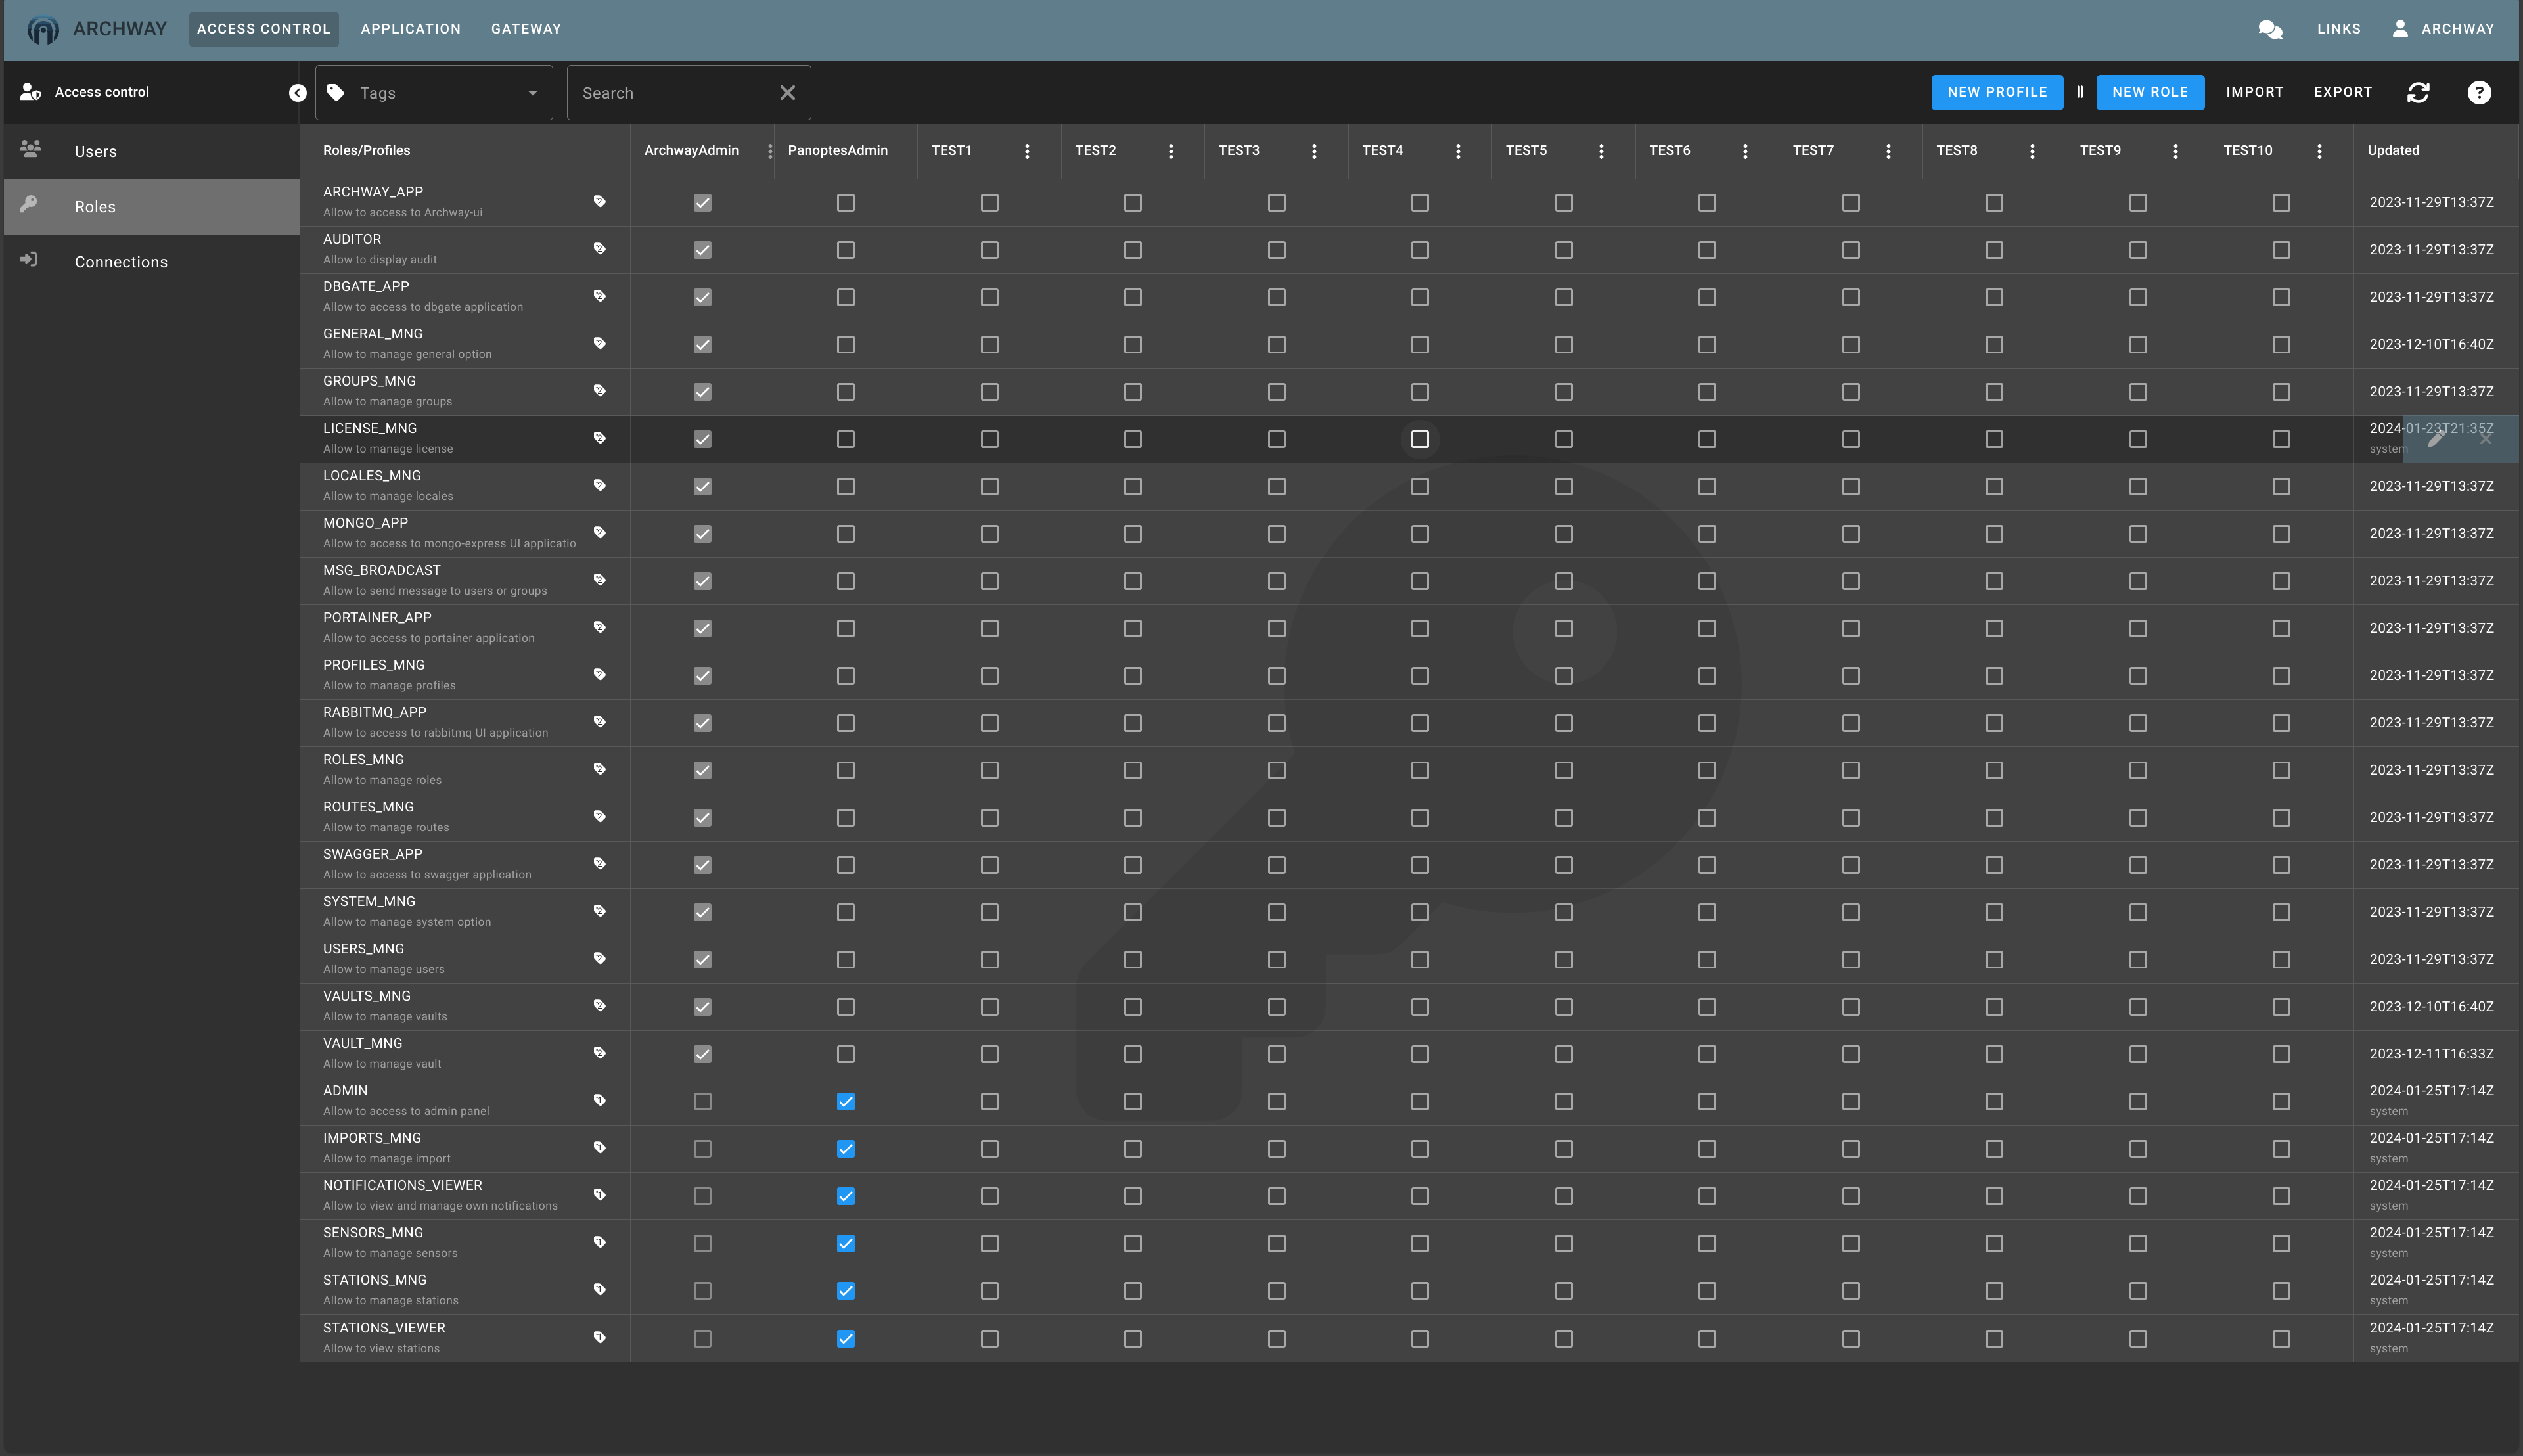 ARCHWAY ACCESS CONTROL APPLICATION GATEWAY LINKS ARCHWAY
Access control Tags Search NEW PROFILE NEW ROLE IMPORT EXPORT
Users
Roles
Connections
Roles/Profiles ArchwayAdmin PanoptesAdmin TEST1 TEST2 TEST3 TEST4 TEST5 TEST6 TEST7 TEST8 TEST9 TEST10 Updated
ARCHWAY_APP 2023-11-29T13:37Z
Allow to access to Archway-ui
AUDITOR 2023-11-29T13:37Z
Allow to display audit
DBGATE_APP 2023-11-29T13:37Z
Allow to access to dbgate application
GENERAL_MNG 2023-12-10T16:40Z
Allow to manage general option
GROUPS_MNG 2023-11-29T13:37Z
Allow to manage groups
LICENSE_MNG 2024-01-23T21:35Z
Allow to manage license system
LOCALES_MNG 2023-11-29T13:37Z
Allow to manage locales
MONGO_APP 2023-11-29T13:37Z
Allow to access to mongo-express UI applicatio
MSG_BROADCAST 2023-11-29T13:37Z
Allow to send message to users or groups
PORTAINER_APP 2023-11-29T13:37Z
Allow to access to portainer application
PROFILES_MNG 2023-11-29T13:37Z
Allow to manage profiles
RABBITMQ_APP 2023-11-29T13:37Z
Allow to access to rabbitmq UI application
ROLES_MNG 2023-11-29T13:37Z
Allow to manage roles
ROUTES_MNG 2023-11-29T13:37Z
Allow to manage routes
SWAGGER_APP 2023-11-29T13:37Z
Allow to access to swagger application
SYSTEM_MNG 2023-11-29T13:37Z
Allow to manage system option
USERS_MNG 2023-11-29T13:37Z
Allow to manage users
VAULTS_MNG 2023-12-10T16:40Z
Allow to manage vaults
VAULT_MNG 2023-12-11T16:33Z
Allow to manage vault
ADMIN 2024-01-25T17:14Z
Allow to access to admin panel system
IMPORTS_MNG 2024-01-25T17:14Z
Allow to manage import system
NOTIFICATIONS_VIEWER 2024-01-25T17:14Z
Allow to view and manage own notifications system
SENSORS_MNG 2024-01-25T17:14Z
Allow to manage sensors system
STATIONS_MNG 2024-01-25T17:14Z
Allow to manage stations system
STATIONS_VIEWER 2024-01-25T17:14Z
Allow to view stations system